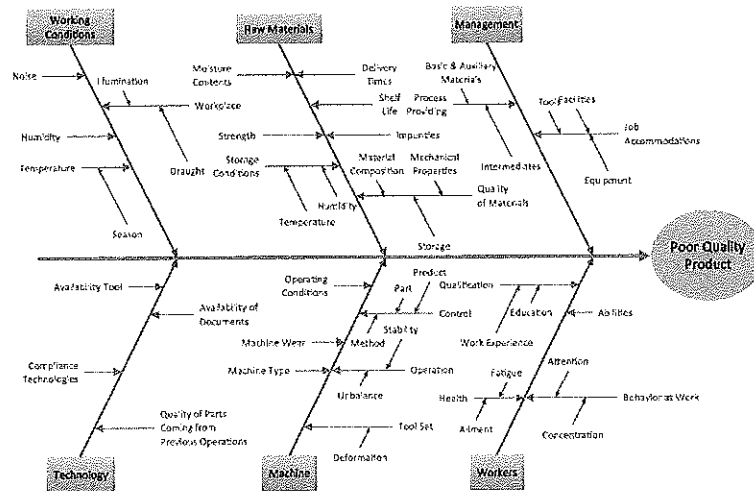 Working
Conditions
Raw Materials
Management
Noise
Illumination
Workplace
Humidity
Draught
Temperature
Season
Moisture
Contents
Delivery
Times
Shelf
Life
Strength
Impurities
Storage
Conditions
Humidity
Temperature
Material
Composition
Mechanical
Properties
Quality
of Materials
Storage
Basic & Auxiliary
Materials
Process
Providing
Intermediates
Tools
Facilities
Job
Accommodations
Equipment
Poor Quality
Product
Availability Tool
Availability of
Documents
Compliance
Technologies
Quality of Parts
Coming from
Previous Operations
Technology
Operating
Conditions
Product
Part
Control
Method
Stability
Machine Wear
Machine Type
Operation
Unbalance
Tool Set
Deformation
Machine
Qualification
Education
Work Experience
Abilities
Attention
Fatigue
Health
Behavior as Work
Ailment
Concentration
Workers